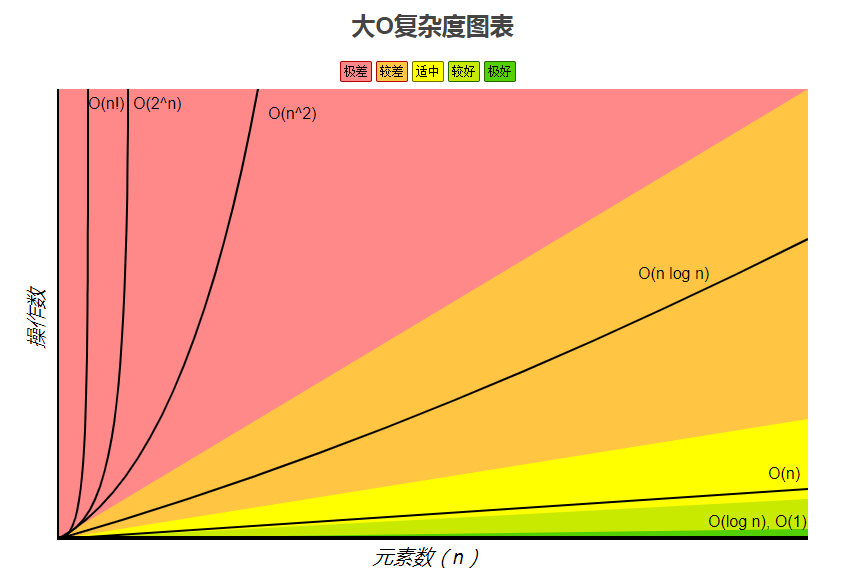 大O复杂度图表
极差 较差 适中 较好 极好
O(n!) O(2^n)
O(n^2)
O(n log n)
操作数
O(n)
O(log n), O(1)
元素数（n）